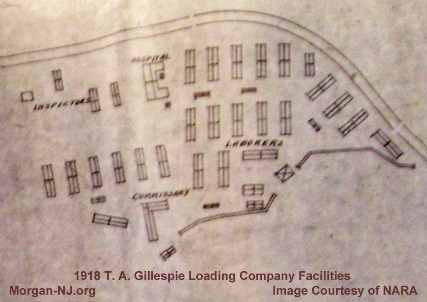 HOSPITAL
INSPECTORS
LABORERS
COMMISSARY
1918 T. A. Gillespie Loading Company Facilities
Morgan-NJ.org
Image Courtesy of NARA